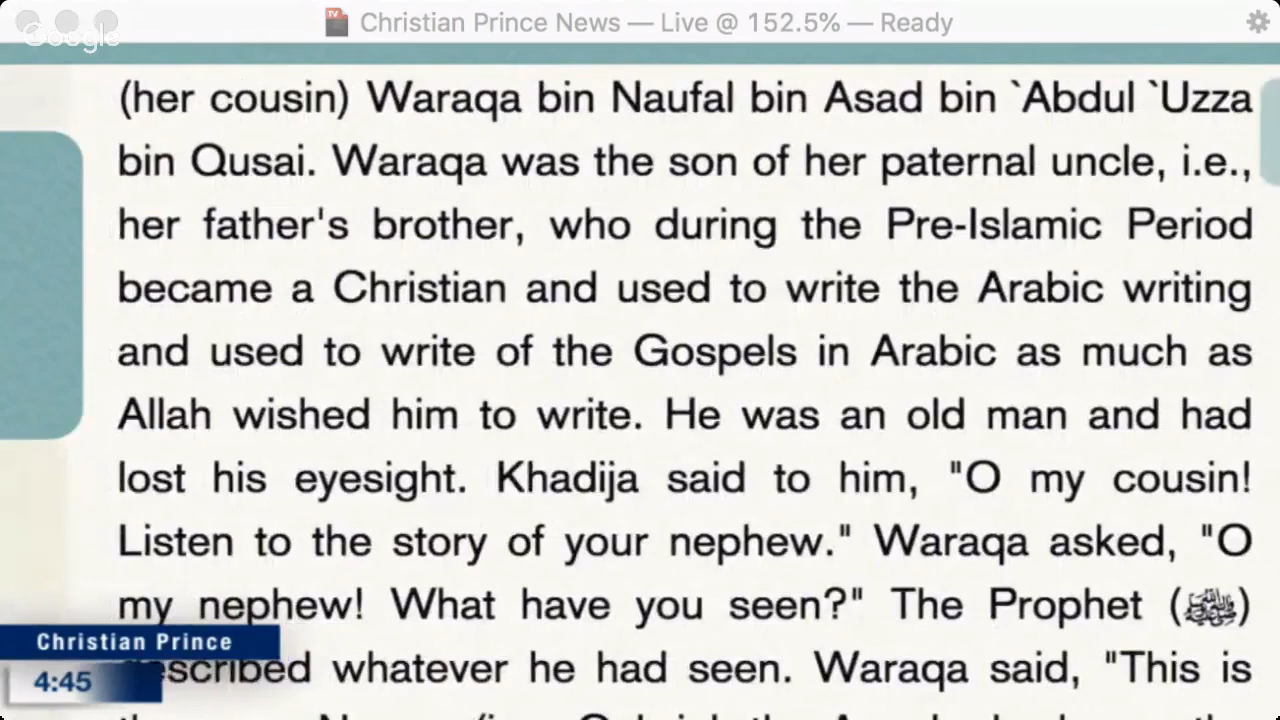 Christian Prince News — Live @ 152.5% — Ready
Google
(her cousin) Waraqa bin Naufal bin Asad bin `Abdul `Uzza
bin Qusai. Waraqa was the son of her paternal uncle, i.e.,
her father's brother, who during the Pre-Islamic Period
became a Christian and used to write the Arabic writing
and used to write of the Gospels in Arabic as much as
Allah wished him to write. He was an old man and had
lost his eyesight. Khadija said to him, "O my cousin!
Listen to the story of your nephew." Waraqa asked, "O
my nephew! What have you seen?" The Prophet (ﷺ)
described whatever he had seen. Waraqa said, "This is
Christian Prince
4:45